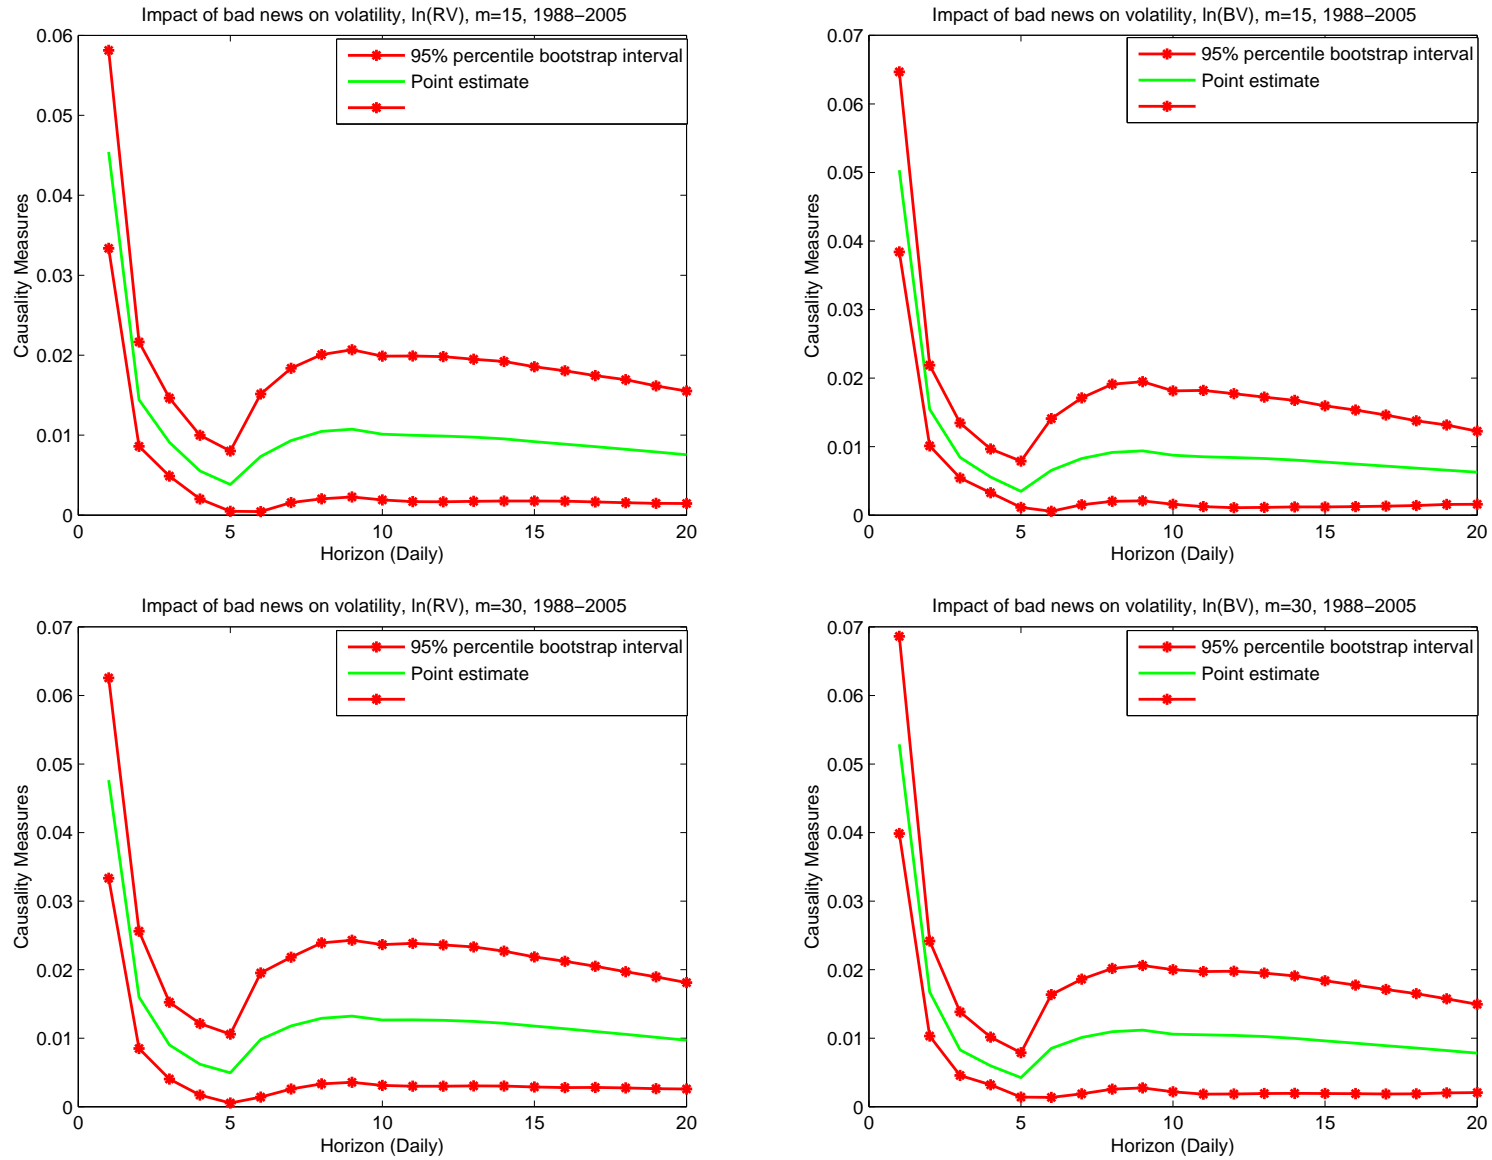 Impact of bad news on volatility, ln(RV), m=15, 1988−2005
0.06
0.05
0.04
0.03
0.02
0.01
0
Causality Measures
95% percentile bootstrap interval
Point estimate
0 5 10 15 20
Horizon (Daily)
Impact of bad news on volatility, ln(BV), m=15, 1988−2005
0.07
0.06
0.05
0.04
0.03
0.02
0.01
0
Causality Measures
95% percentile bootstrap interval
Point estimate
0 5 10 15 20
Horizon (Daily)
Impact of bad news on volatility, ln(RV), m=30, 1988−2005
0.07
0.06
0.05
0.04
0.03
0.02
0.01
0
Causality Measures
95% percentile bootstrap interval
Point estimate
0 5 10 15 20
Horizon (Daily)
Impact of bad news on volatility, ln(BV), m=30, 1988−2005
0.07
0.06
0.05
0.04
0.03
0.02
0.01
0
Causality Measures
95% percentile bootstrap interval
Point estimate
0 5 10 15 20
Horizon (Daily)